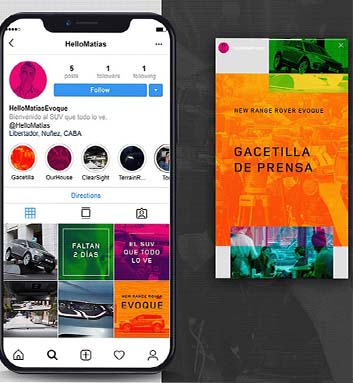 HelloMatias
5
posts
1
followers
1
following
Follow
HelloMatiasEvoque
Bienvenido al SUV que todo lo ve.
@HelloMatias
Libertador, Nuñez, CABA
Gacetilla
OurHouse
ClearSight
TerrainR...
To
Directions
FALTAN
2 DÍAS
EL SUV
QUE TODO
LO VE
NEW RANGE ROVER
EVOQUE
NEW RANGE ROVER EVOQUE
GACETILLA
DE PRENSA